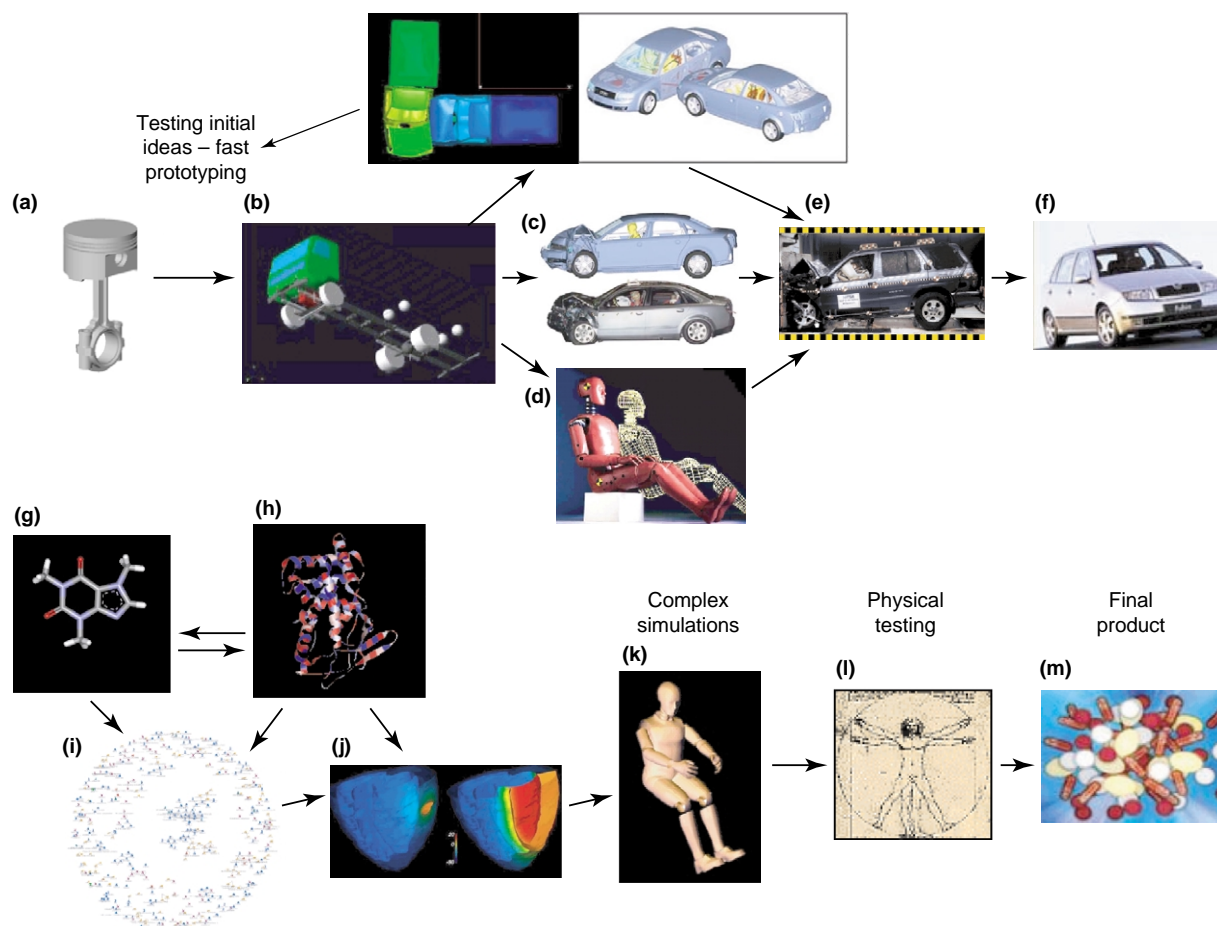 Testing initial
ideas – fast
prototyping
(a)
(b)
(c)
(e)
(f)
(d)
(g)
(h)
Complex
simulations
Physical
testing
Final
product
(k)
(l)
(m)
(i)
(j)